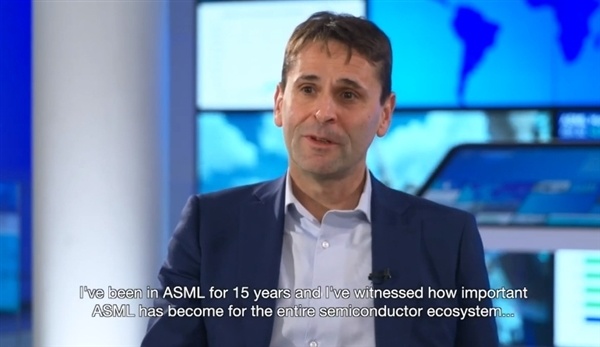 I've been in ASML for 15 years and I've witnessed how important
ASML has become for the entire semiconductor ecosystem...